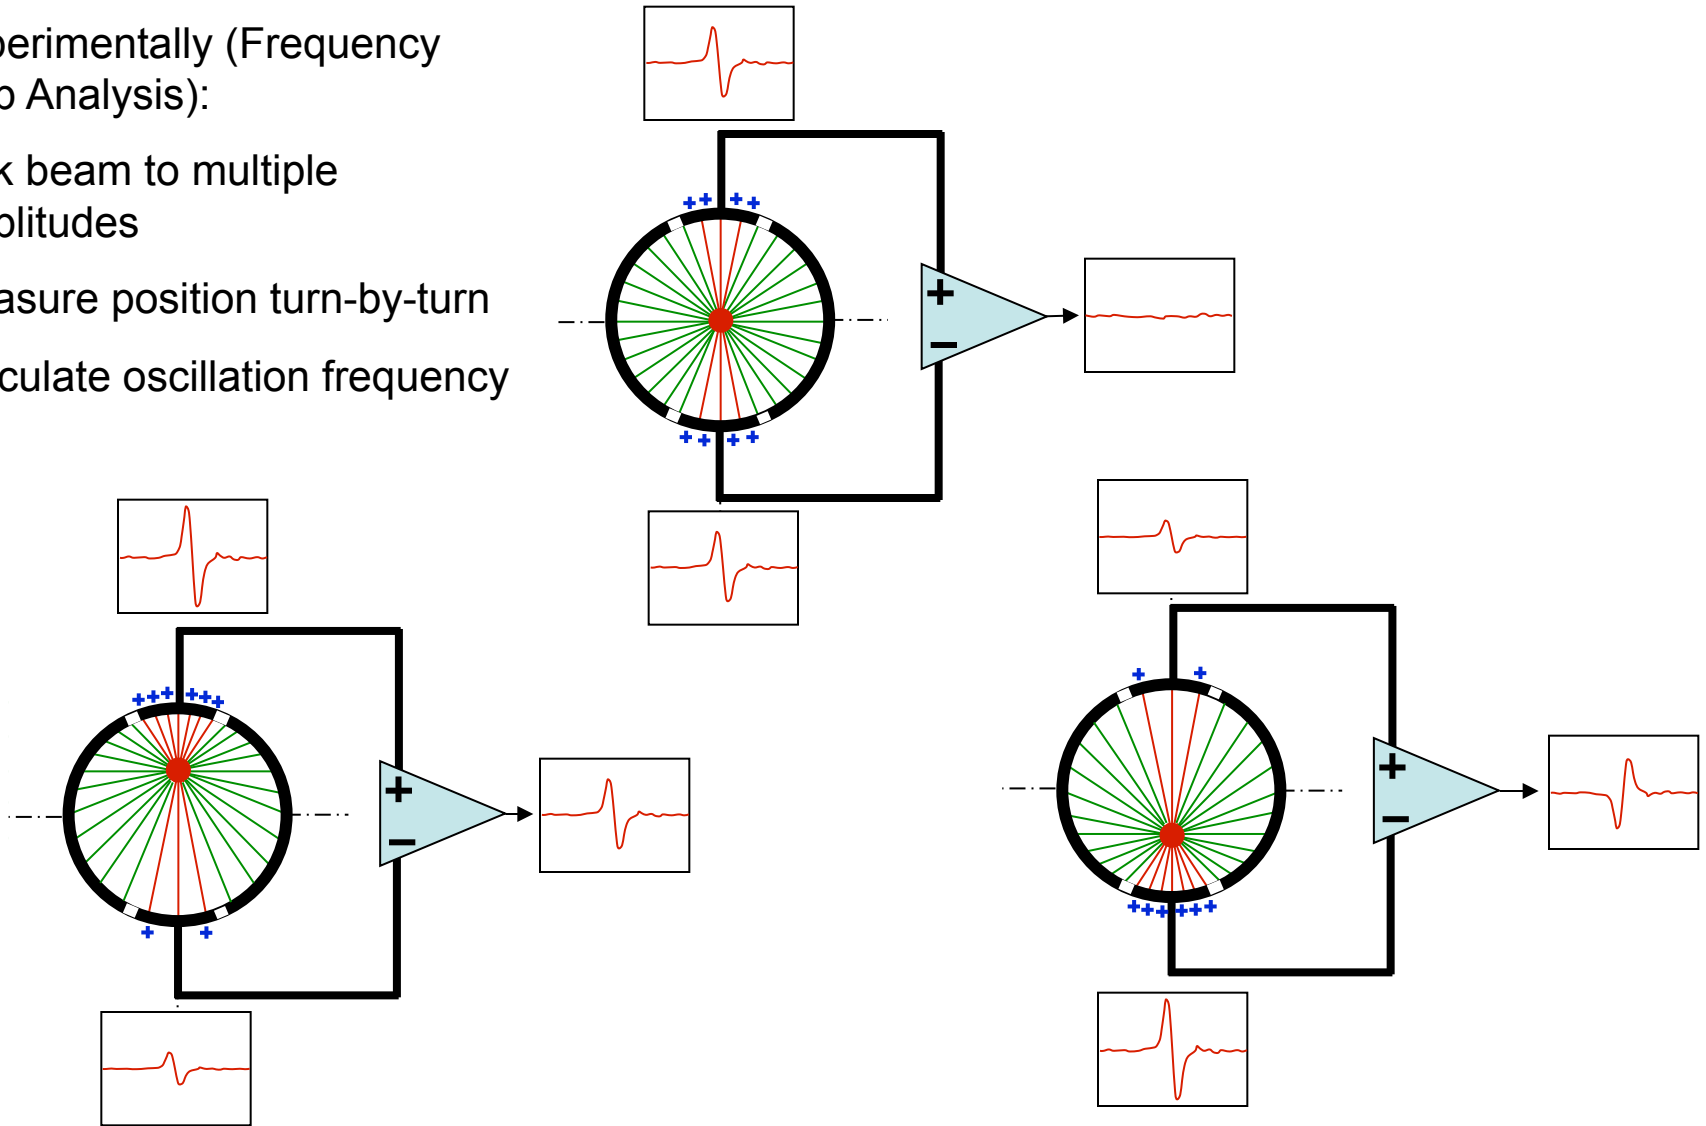 perimentally (Frequency
p Analysis):
k beam to multiple
plitudes
asure position turn-by-turn
culate oscillation frequency
++ ++
+
−
++ ++
+++ +++
+
−
+ +
+ +
+
−
+++ +++